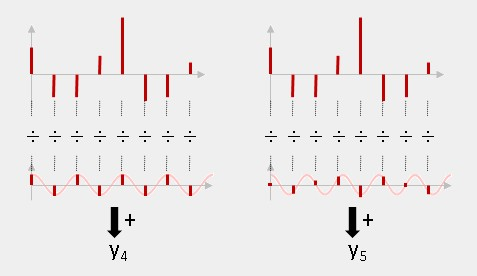 ÷ ÷ ÷ ÷ ÷ ÷ ÷ ÷ ÷ ÷ ÷ ÷ ÷ ÷ ÷ ÷
+ +
y₄ y₅